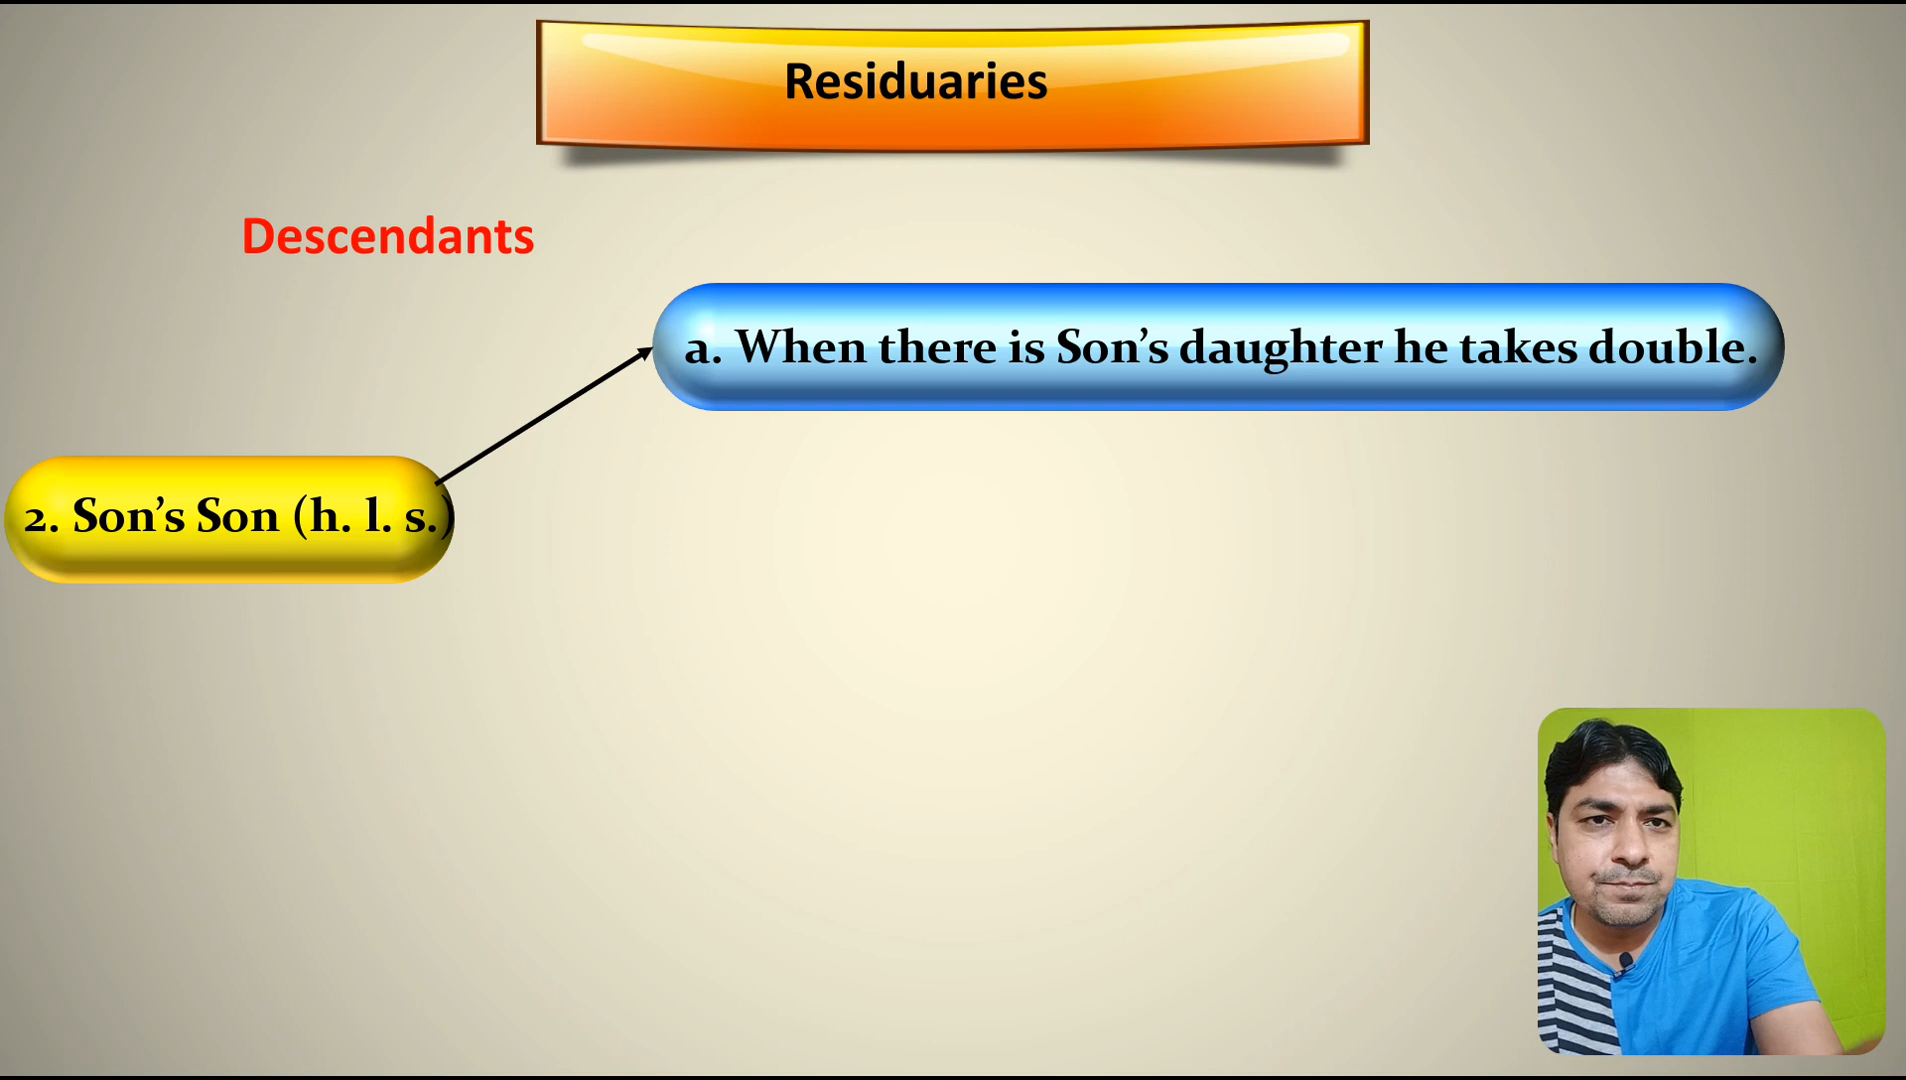 Residuaries
Descendants
a. When there is Son’s daughter he takes double.
2. Son’s Son (h. l. s.)